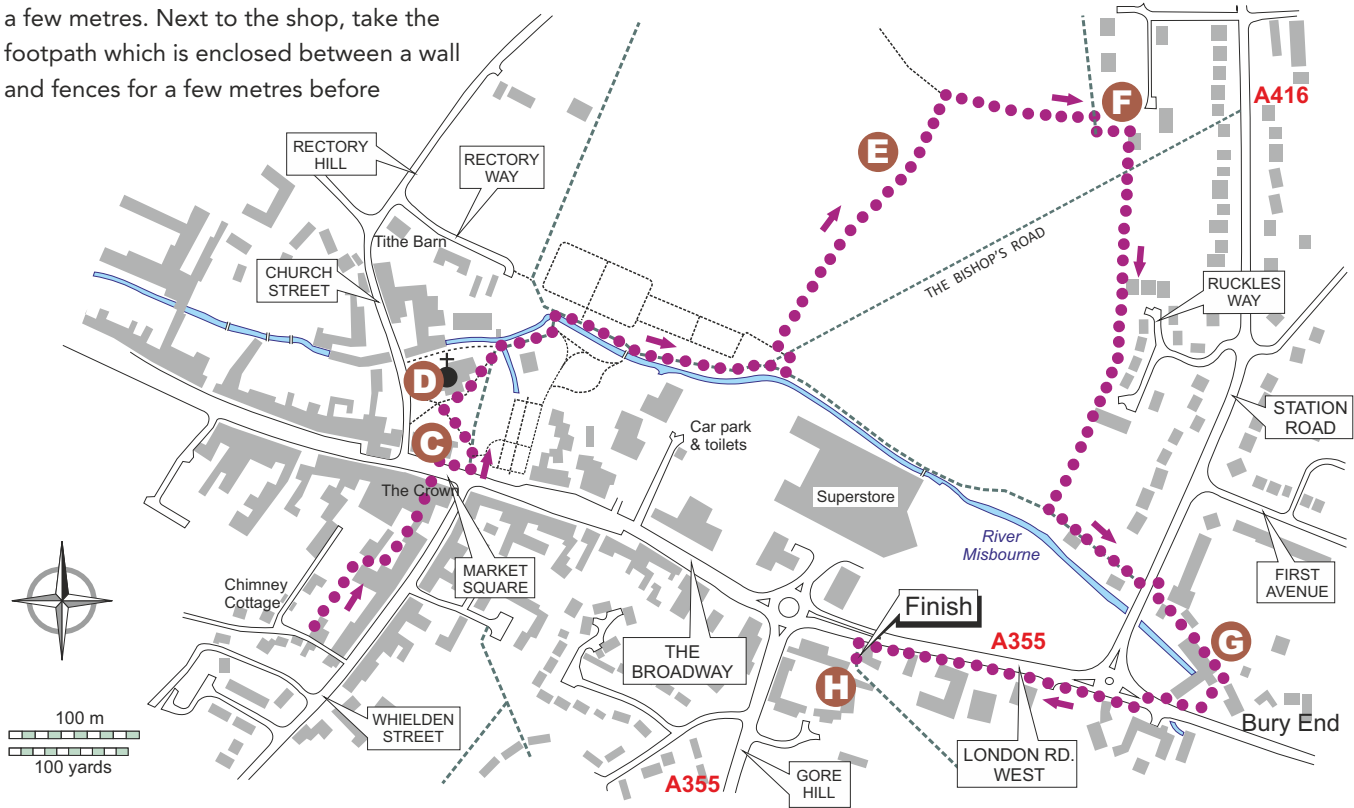 a few metres. Next to the shop, take the
footpath which is enclosed between a wall
and fences for a few metres before
F
A416
E
RECTORY
HILL
RECTORY
WAY
Tithe Barn
CHURCH
STREET
THE BISHOP'S ROAD
RUCKLES
WAY
D
C
Car park
& toilets
STATION
ROAD
The Crown
Superstore
River
Misbourne
MARKET
SQUARE
Chimney
Cottage
FIRST
AVENUE
Finish
THE
BROADWAY
A355
G
H
100 m
100 yards
WHIELDEN
STREET
Bury End
LONDON RD.
WEST
A355
GORE
HILL